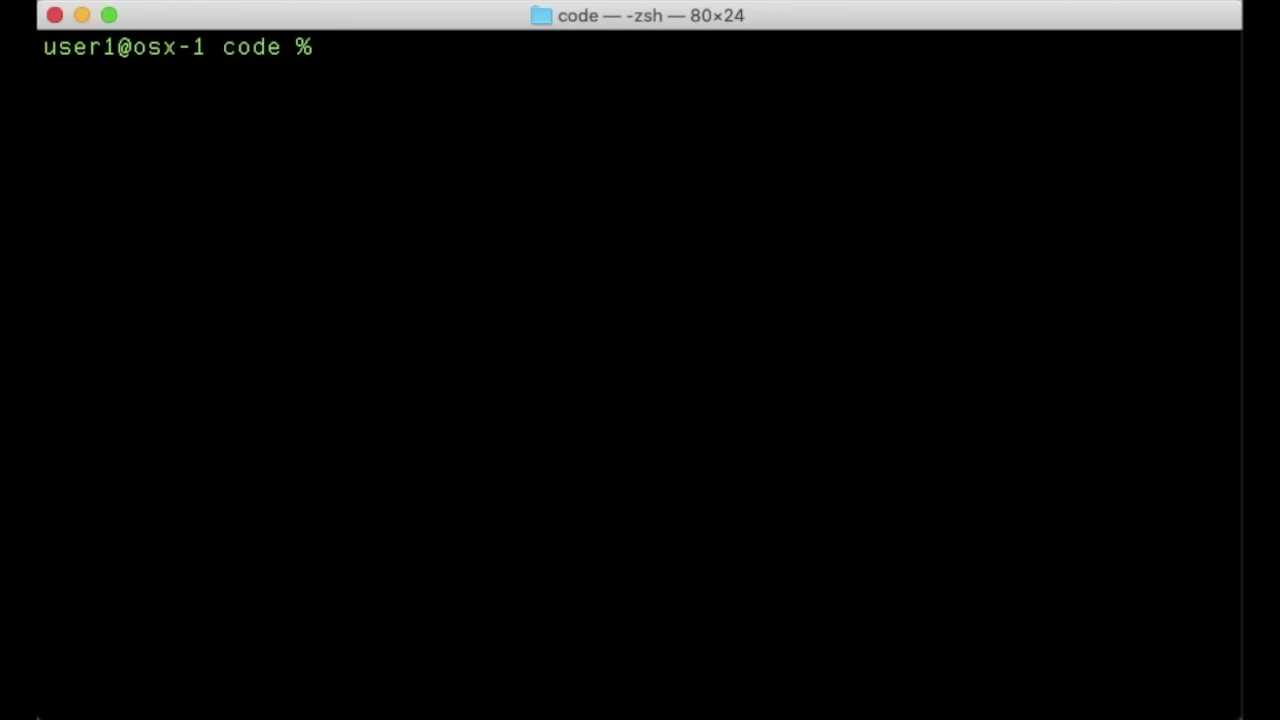 code — -zsh — 80×24
user1@osx-1 code %